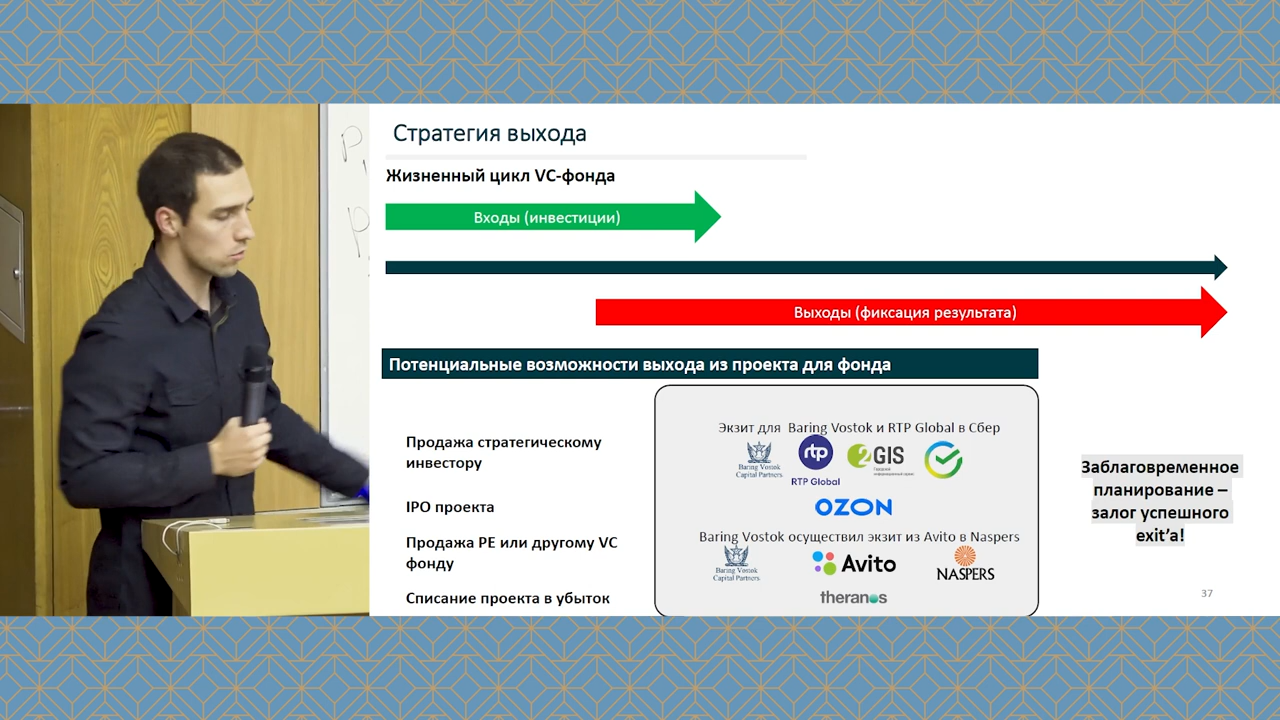 Стратегия выхода
Жизненный цикл VC-фонда
Входы (инвестиции)
Выходы (фиксация результата)
Потенциальные возможности выхода из проекта для фонда
Продажа стратегическому
инвестору
IPO проекта
Продажа PE или другому VC
фонду
Списание проекта в убыток
Экзит для Baring Vostok и RTP Global в Сбер
Baring Vostok
Capital Partners
rtp
RTP Global
2GIS
OZON
Baring Vostok осуществил экзит из Avito в Naspers
Baring Vostok
Capital Partners
Avito
NASPERS
theranos
Заблаговременное
планирование –
залог успешного
exit’а!
37